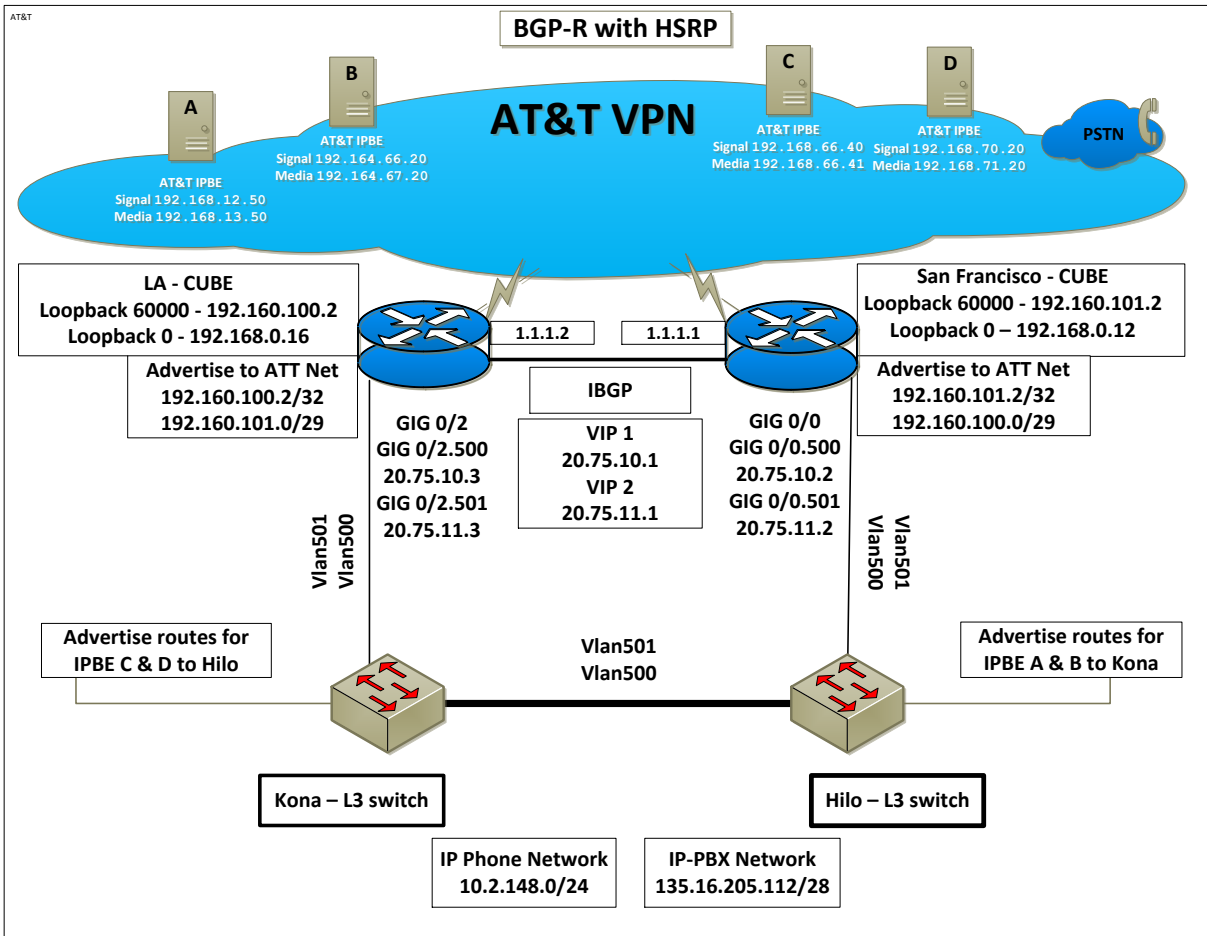 AT&T
BGP-R with HSRP
A
B
C
D
AT&T VPN
PSTN
AT&T IPBE
Signal 192.168.12.50
Media 192.168.13.50
AT&T IPBE
Signal 192.164.66.20
Media 192.164.67.20
AT&T IPBE
Signal 192.168.66.40
Media 192.168.66.41
AT&T IPBE
Signal 192.168.70.20
Media 192.168.71.20
LA - CUBE
Loopback 60000 - 192.160.100.2
Loopback 0 - 192.168.0.16
Advertise to ATT Net
192.160.100.2/32
192.160.101.0/29
San Francisco - CUBE
Loopback 60000 - 192.160.101.2
Loopback 0 – 192.168.0.12
Advertise to ATT Net
192.160.101.2/32
192.160.100.0/29
1.1.1.2
1.1.1.1
IBGP
GIG 0/2
GIG 0/2.500
20.75.10.3
GIG 0/2.501
20.75.11.3
VIP 1
20.75.10.1
VIP 2
20.75.11.1
GIG 0/0
GIG 0/0.500
20.75.10.2
GIG 0/0.501
20.75.11.2
Vlan501
Vlan500
Vlan501
Vlan500
Vlan501
Vlan500
Advertise routes for
IPBE C & D to Hilo
Advertise routes for
IPBE A & B to Kona
Kona – L3 switch
Hilo – L3 switch
IP Phone Network
10.2.148.0/24
IP-PBX Network
135.16.205.112/28